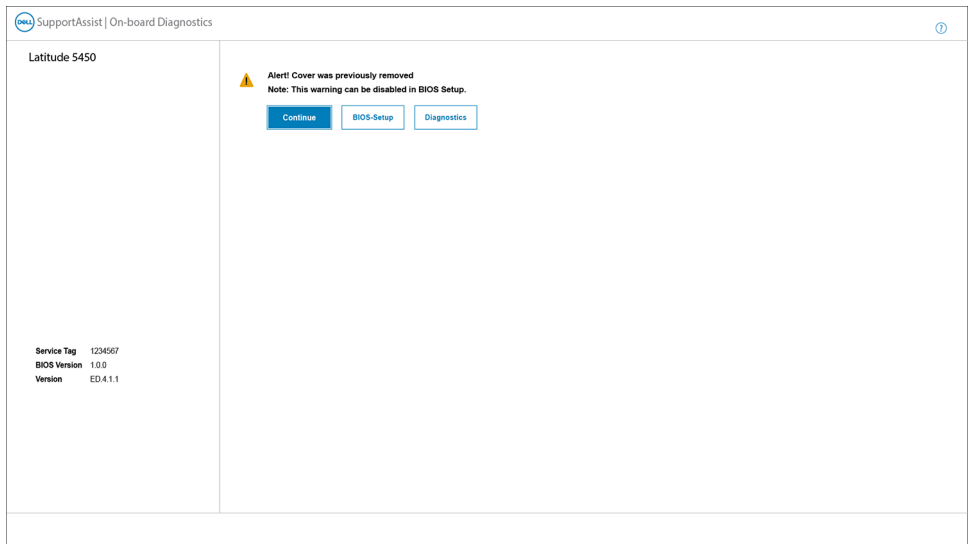 DELL SupportAssist | On-board Diagnostics
?
Latitude 5450
Alert! Cover was previously removed
Note: This warning can be disabled in BIOS Setup.
Continue BIOS-Setup Diagnostics
Service Tag 1234567
BIOS Version 1.0.0
Version ED.4.1.1